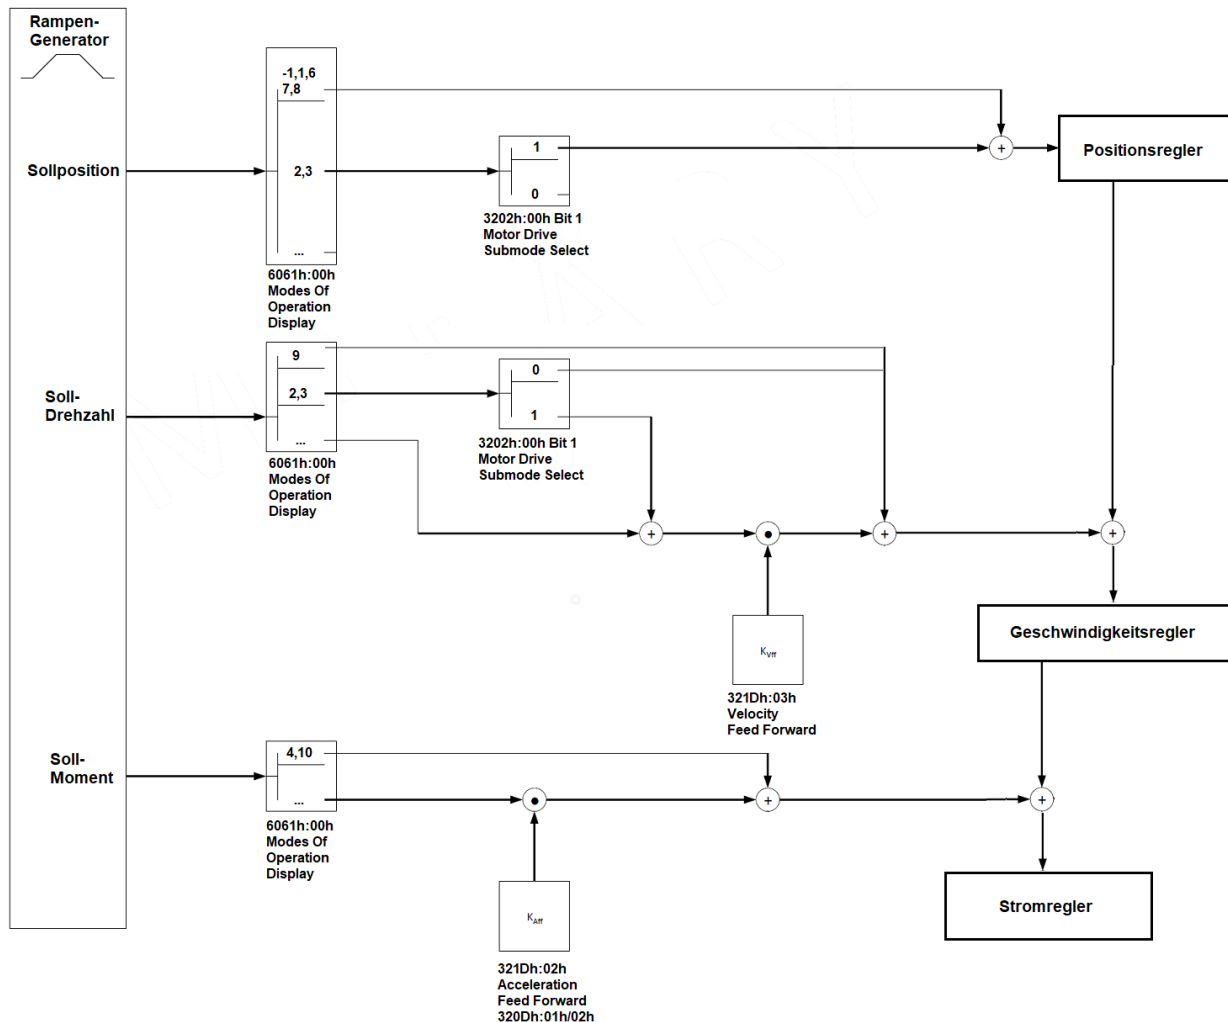 Rampen-
Generator
-1,1,6
7,8
Sollposition
2,3
...
6061h:00h
Modes Of
Operation
Display
1
0
3202h:00h Bit 1
Motor Drive
Submode Select
+
Positionsregler
Soll-
Drehzahl
9
2,3
...
6061h:00h
Modes Of
Operation
Display
0
1
3202h:00h Bit 1
Motor Drive
Submode Select
+
+
+
KVff
321Dh:03h
Velocity
Feed Forward
Geschwindigkeitsregler
Soll-
Moment
4,10
...
6061h:00h
Modes Of
Operation
Display
+
+
KAff
321Dh:02h
Acceleration
Feed Forward
320Dh:01h/02h
Stromregler